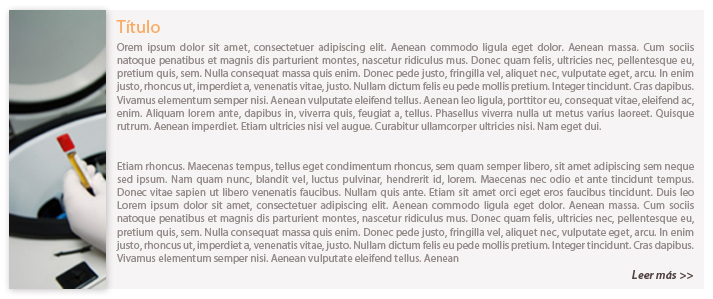 Título
Orem ipsum dolor sit amet, consectetuer adipiscing elit. Aenean commodo ligula eget dolor. Aenean massa. Cum sociis
natoque penatibus et magnis dis parturient montes, nascetur ridiculus mus. Donec quam felis, ultricies nec, pellentesque eu,
pretium quis, sem. Nulla consequat massa quis enim. Donec pede justo, fringilla vel, aliquet nec, vulputate eget, arcu. In enim
justo, rhoncus ut, imperdiet a, venenatis vitae, justo. Nullam dictum felis eu pede mollis pretium. Integer tincidunt. Cras dapibus.
Vivamus elementum semper nisi. Aenean vulputate eleifend tellus. Aenean leo ligula, porttitor eu, consequat vitae, eleifend ac,
enim. Aliquam lorem ante, dapibus in, viverra quis, feugiat a, tellus. Phasellus viverra nulla ut metus varius laoreet. Quisque
rutrum. Aenean imperdiet. Etiam ultricies nisi vel augue. Curabitur ullamcorper ultricies nisi. Nam eget dui.
Etiam rhoncus. Maecenas tempus, tellus eget condimentum rhoncus, sem quam semper libero, sit amet adipiscing sem neque
sed ipsum. Nam quam nunc, blandit vel, luctus pulvinar, hendrerit id, lorem. Maecenas nec odio et ante tincidunt tempus.
Donec vitae sapien ut libero venenatis faucibus. Nullam quis ante. Etiam sit amet orci eget eros faucibus tincidunt. Duis leo
Lorem ipsum dolor sit amet, consectetuer adipiscing elit. Aenean commodo ligula eget dolor. Aenean massa. Cum sociis
natoque penatibus et magnis dis parturient montes, nascetur ridiculus mus. Donec quam felis, ultricies nec, pellentesque eu,
pretium quis, sem. Nulla consequat massa quis enim. Donec pede justo, fringilla vel, aliquet nec, vulputate eget, arcu. In enim
justo, rhoncus ut, imperdiet a, venenatis vitae, justo. Nullam dictum felis eu pede mollis pretium. Integer tincidunt. Cras dapibus.
Vivamus elementum semper nisi. Aenean vulputate eleifend tellus. Aenean
Leer más >>